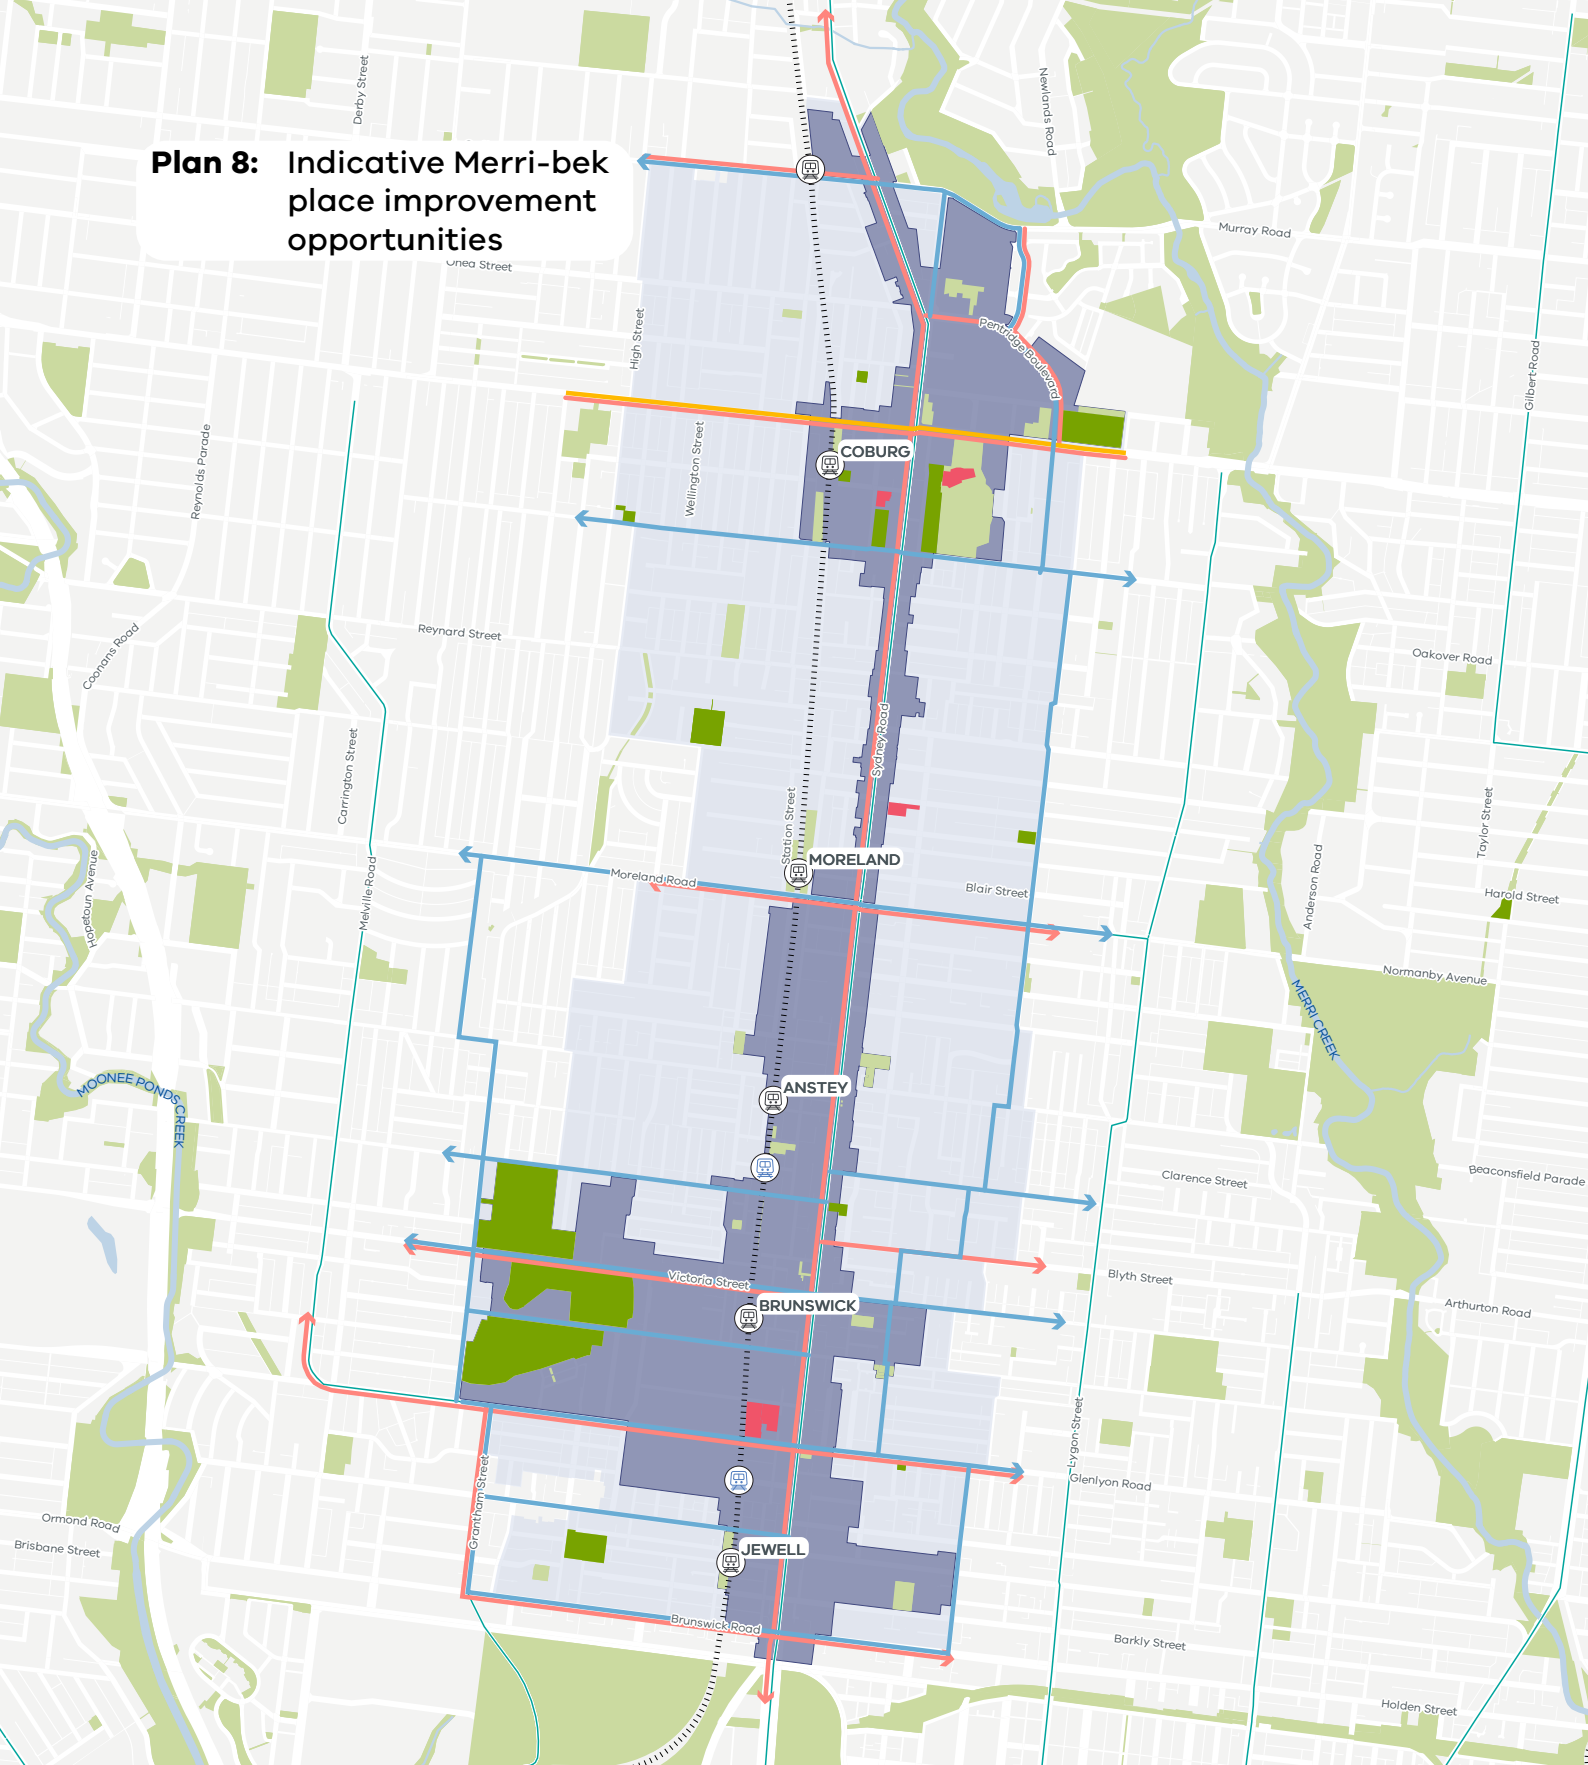 Plan 8: Indicative Merri-bek
place improvement
opportunities
Derby Street
Newlands Road
Murray Road
High Street
Pentridge Boulevard
Gilbert Road
Reynolds Parade
Wellington Street
COBURG
Reynard Street
Coonans Road
Oakover Road
Sydney Road
Carrington Street
Station Street
Taylor Street
MORELAND
Moreland Road
Blair Street
Hopetoun Avenue
Melville Road
Anderson Road
Harold Street
Normanby Avenue
MERRI CREEK
MOONEE PONDS CREEK
ANSTEY
Clarence Street
Beaconsfield Parade
Victoria Street
Blyth Street
BRUNSWICK
Arthurton Road
Lygon Street
Glenlyon Road
Grantham Street
Ormond Road
Brisbane Street
JEWELL
Brunswick Road
Barkly Street
Holden Street